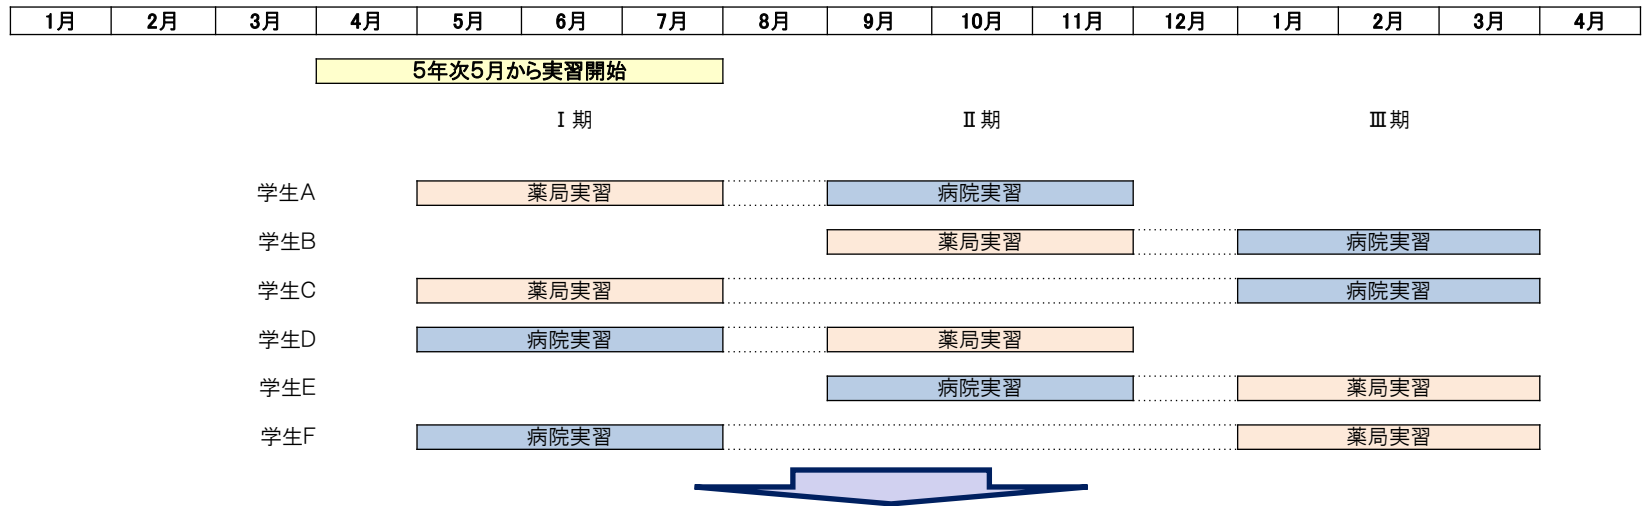 1月 2月 3月 4月 5月 6月 7月 8月 9月 10月 11月 12月 1月 2月 3月 4月
5年次5月から実習開始
Ⅰ期 Ⅱ期 Ⅲ期
学生A 薬局実習 病院実習
学生B 薬局実習 病院実習
学生C 薬局実習 病院実習
学生D 病院実習 薬局実習
学生E 病院実習 薬局実習
学生F 病院実習 薬局実習